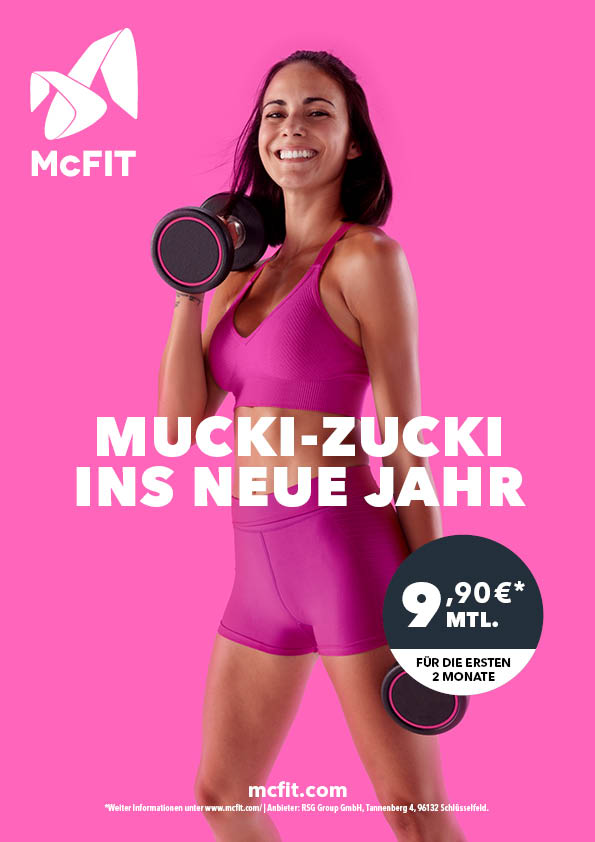 McFIT
MUCKI-ZUCKI
INS NEUE JAHR
9,90€*
MTL.
FÜR DIE ERSTEN
2 MONATE
mcfit.com
*Weiter Informationen unter www.mcfit.com/ | Anbieter: RSG Group GmbH, Tannenberg 4, 96132 Schlüsselfeld.